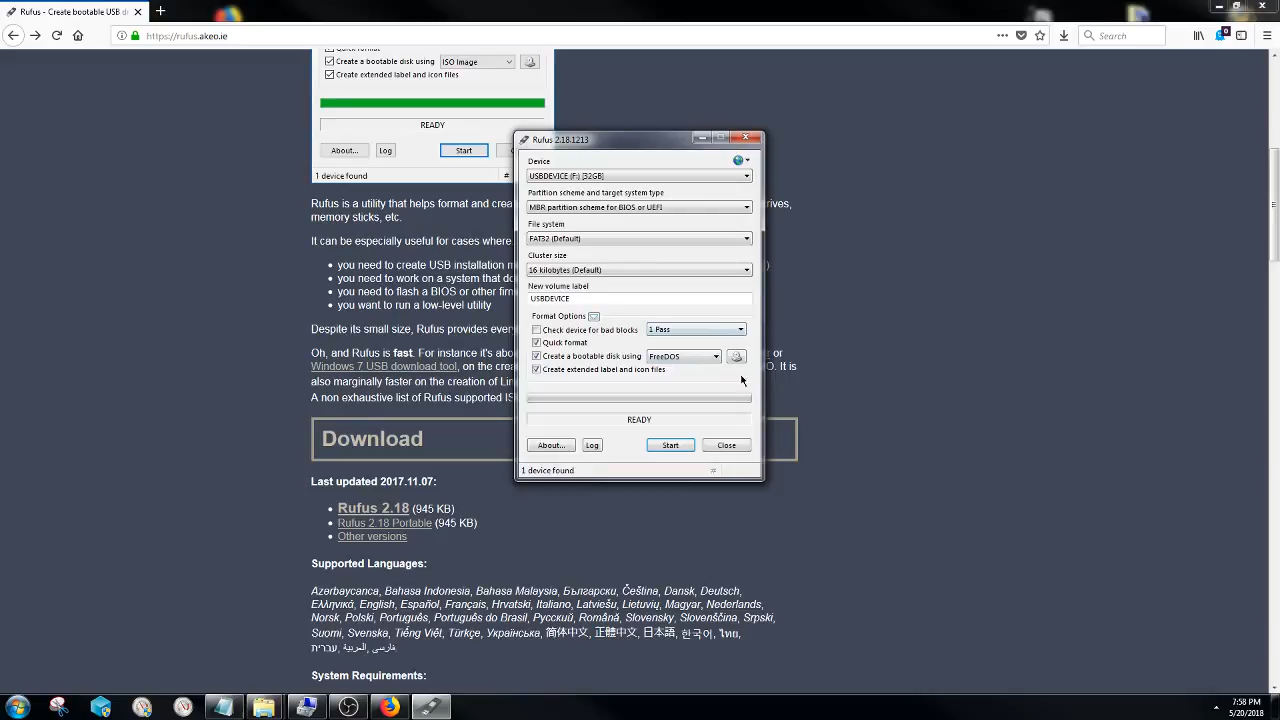 Rufus - Create bootable USB dr
https://rufus.akeo.ie
Search
Create a bootable disk using
ISO Image
Create extended label and icon files
READY
About...
Log
Start
1 device found
#
Rufus 2.18.1213
Device
USBDEVICE (F:) [32GB]
Partition scheme and target system type
MBR partition scheme for BIOS or UEFI
File system
FAT32 (Default)
Cluster size
16 kilobytes (Default)
New volume label
USBDEVICE
Format Options
Check device for bad blocks
1 Pass
Quick format
Create a bootable disk using
FreeDOS
Create extended label and icon files
READY
About...
Log
Start
Close
1 device found
#
Rufus is a utility that helps format and crea
rives,
memory sticks, etc.
It can be especially useful for cases where
you need to create USB installation m
)
you need to work on a system that do
you need to flash a BIOS or other firm
you want to run a low-level utility
Despite its small size, Rufus provides every
Oh, and Rufus is fast. For instance it's abo
or
Windows 7 USB download tool, on the crea
O. It is
also marginally faster on the creation of Lin
A non exhaustive list of Rufus supported IS
Download
Last updated 2017.11.07:
Rufus 2.18 (945 KB)
Rufus 2.18 Portable (945 KB)
Other versions
Supported Languages:
Azərbaycanca, Bahasa Indonesia, Bahasa Malaysia, Български, Čeština, Dansk, Deutsch,
Ελληνικά, English, Español, Français, Hrvatski, Italiano, Latviešu, Lietuvių, Magyar, Nederlands,
Norsk, Polski, Português, Português do Brasil, Русский, Română, Slovensky, Slovenščina, Srpski,
Suomi, Svenska, Tiếng Việt, Türkçe, Українська, 简体中文, 正體中文, 日本語, 한국어, ไทย,
עברית, العربية, فارسی.
System Requirements:
7:58 PM
5/20/2018